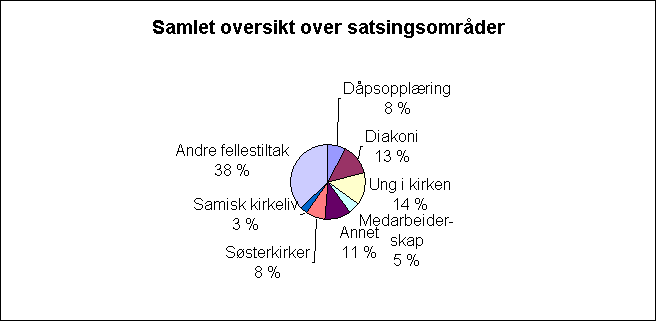 Samlet oversikt over satsingsområder
Dåpsopplæring
8 %
Diakoni
13 %
Ung i kirken
14 %
Medarbeider-
skap
5 %
Annet
11 %
Søsterkirker
8 %
Samisk kirkeliv
3 %
Andre fellestiltak
38 %